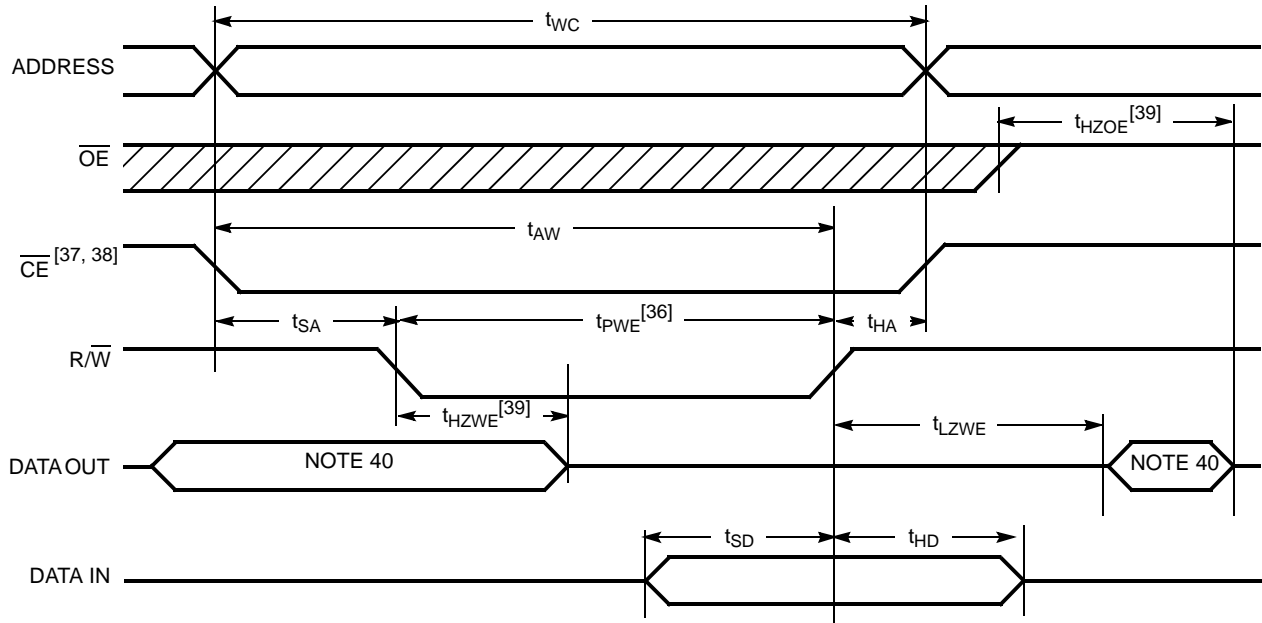 tWC
ADDRESS
tHZOE[39]
OE
tAW
CE [37, 38]
tSA
tPWE[36]
tHA
R/W
tHZWE[39]
tLZWE
DATA OUT
NOTE 40
NOTE 40
tSD
tHD
DATA IN